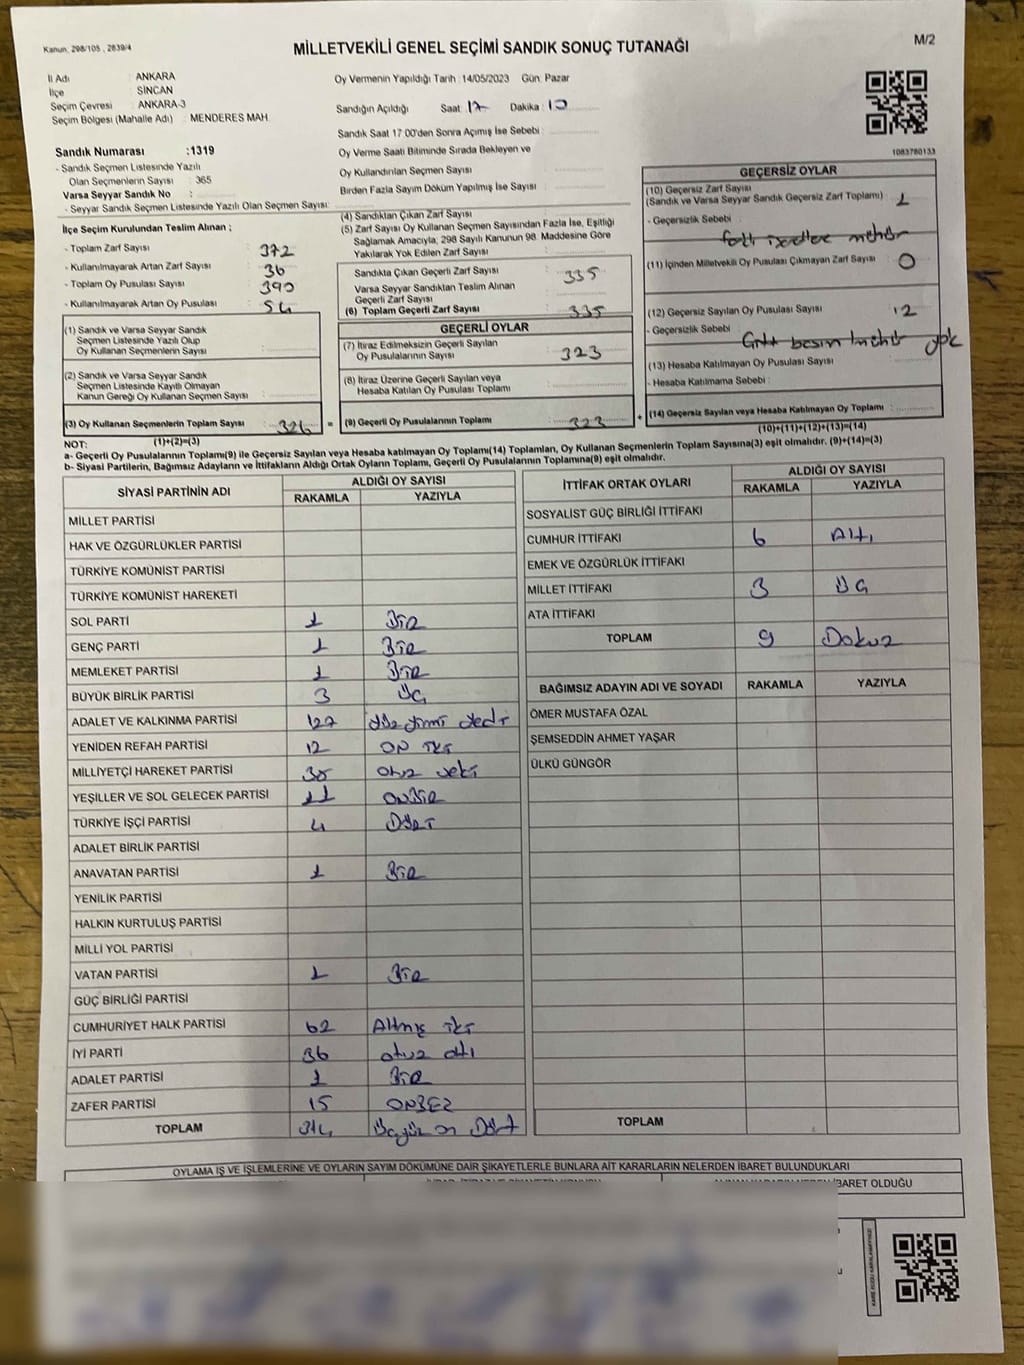 Kanun, 298/105 , 2839/4
MİLLETVEKİLİ GENEL SEÇİMİ SANDIK SONUÇ TUTANAĞI
M/2
İl Adı : ANKARA
İlçe : SİNCAN
Seçim Çevresi : ANKARA-3
Seçim Bölgesi (Mahalle Adı) : MENDERES MAH
Oy Vermenin Yapıldığı Tarih : 14/05/2023 Gün: Pazar
Sandığın Açıldığı Saat : 17 Dakika : 10
Sandık Saat 17:00'den Sonra Açımış İse Sebebi :
Sandık Numarası :1319
- Sandık Seçmen Listesinde Yazılı
Olan Seçmenlerin Sayısı : 365
Varsa Seyyar Sandık No :
- Seyyar Sandık Seçmen Listesinde Yazılı Olan Seçmen Sayısı:
Oy Verme Saati Bitiminde Sırada Bekleyen ve
Oy Kullandırılan Seçmen Sayısı :
Birden Fazla Sayım Döküm Yapılmış İse Sayısı :
1083760133
İlçe Seçim Kurulundan Teslim Alınan ;
- Toplam Zarf Sayısı : 372
- Kullanılmayarak Artan Zarf Sayısı : 36
- Toplam Oy Pusulası Sayısı : 390
- Kullanılmayarak Artan Oy Pusulası : 54
(4) Sandıktan Çıkan Zarf Sayısı :
(5) Zarf Sayısı Oy Kullanan Seçmen Sayısından Fazla İse, Eşitliği
Sağlamak Amacıyla; 298 Sayılı Kanunun 98. Maddesine Göre
Yakılarak Yok Edilen Zarf Sayısı :
Sandıkta Çıkan Geçerli Zarf Sayısı : 335
Varsa Seyyar Sandıktan Teslim Alınan
Geçerli Zarf Sayısı :
(6) Toplam Geçerli Zarf Sayısı : 335
GEÇERSİZ OYLAR
(10) Geçersiz Zarf Sayısı
(Sandık ve Varsa Seyyar Sandık Geçersiz Zarf Toplamı) : 1
- Geçersizlik Sebebi :
mühür
(11) İçinden Milletvekili Oy Pusulası Çıkmayan Zarf Sayısı : 0
(12) Geçersiz Sayılan Oy Pusulası Sayısı : 12
- Geçersizlik Sebebi : mühür yok
(13) Hesaba Katılmayan Oy Pusulası Sayısı :
- Hesaba Katılmama Sebebi :
(14) Geçersiz Sayılan veya Hesaba Katılmayan Oy Toplamı :
(10)+(11)+(12)+(13)=(14)
(1) Sandık ve Varsa Seyyar Sandık
Seçmen Listesinde Yazılı Olup
Oy Kullanan Seçmenlerin Sayısı :
(2) Sandık ve Varsa Seyyar Sandık
Seçmen Listesinde Kayıtlı Olmayan
Kanun Gereği Oy Kullanan Seçmen Sayısı :
(3) Oy Kullanan Seçmenlerin Toplam Sayısı : 326 =
(1)+(2)=(3)
GEÇERLİ OYLAR
(7) İtiraz Edilmeksizin Geçerli Sayılan
Oy Pusulalarının Sayısı : 323
(8) İtiraz Üzerine Geçerli Sayılan veya
Hesaba Katılan Oy Pusulası Toplamı :
(9) Geçerli Oy Pusulalarının Toplamı : 323 +
NOT:
a- Geçerli Oy Pusulalarının Toplamı(9) ile Geçersiz Sayılan veya Hesaba katılmayan Oy Toplamı(14) Toplamları, Oy Kullanan Seçmenlerin Toplam Sayısına(3) eşit olmalıdır. (9)+(14)=(3)
b- Siyasi Partilerin, Bağımsız Adayların ve İttifakların Aldığı Ortak Oyların Toplamı, Geçerli Oy Pusulalarının Toplamına(9) eşit olmalıdır.
SİYASİ PARTİNİN ADI ALDIĞI OY SAYISI
RAKAMLA YAZIYLA
MİLLET PARTİSİ
HAK VE ÖZGÜRLÜKLER PARTİSİ
TÜRKİYE KOMÜNİST PARTİSİ
TÜRKİYE KOMÜNİST HAREKETİ
SOL PARTİ 1 Bir
GENÇ PARTİ 1 Bir
MEMLEKET PARTİSİ 1 Bir
BÜYÜK BİRLİK PARTİSİ 3 Üç
ADALET VE KALKINMA PARTİSİ 127 yüz yirmi yedi
YENİDEN REFAH PARTİSİ 12 ON İKİ
MİLLİYETÇİ HAREKET PARTİSİ 38 otuz sekiz
YEŞİLLER VE SOL GELECEK PARTİSİ 11 ONBİR
TÜRKİYE İŞÇİ PARTİSİ 4 Dört
ADALET BİRLİK PARTİSİ
ANAVATAN PARTİSİ 1 Bir
YENİLİK PARTİSİ
HALKIN KURTULUŞ PARTİSİ
MİLLİ YOL PARTİSİ
VATAN PARTİSİ 1 Bir
GÜÇ BİRLİĞİ PARTİSİ
CUMHURİYET HALK PARTİSİ 62 Altmış iki
İYİ PARTİ 36 otuz altı
ADALET PARTİSİ 1 Bir
ZAFER PARTİSİ 15 ONBEŞ
TOPLAM 314 Üçyüz on Dört
İTTİFAK ORTAK OYLARI ALDIĞI OY SAYISI
RAKAMLA YAZIYLA
SOSYALİST GÜÇ BİRLİĞİ İTTİFAKI
CUMHUR İTTİFAKI 6 Altı
EMEK VE ÖZGÜRLÜK İTTİFAKI
MİLLET İTTİFAKI 3 Üç
ATA İTTİFAKI
TOPLAM 9 Dokuz
BAĞIMSIZ ADAYIN ADI VE SOYADI RAKAMLA YAZIYLA
ÖMER MUSTAFA ÖZAL
ŞEMSEDDİN AHMET YAŞAR
ÜLKÜ GÜNGÖR
TOPLAM
OYLAMA İŞ VE İŞLEMLERİNE VE OYLARIN SAYIM DÖKÜMÜNE DAİR ŞİKAYETLERLE BUNLARA AİT KARARLARIN NELERDEN İBARET BULUNDUKLARI
İBARET OLDUĞU